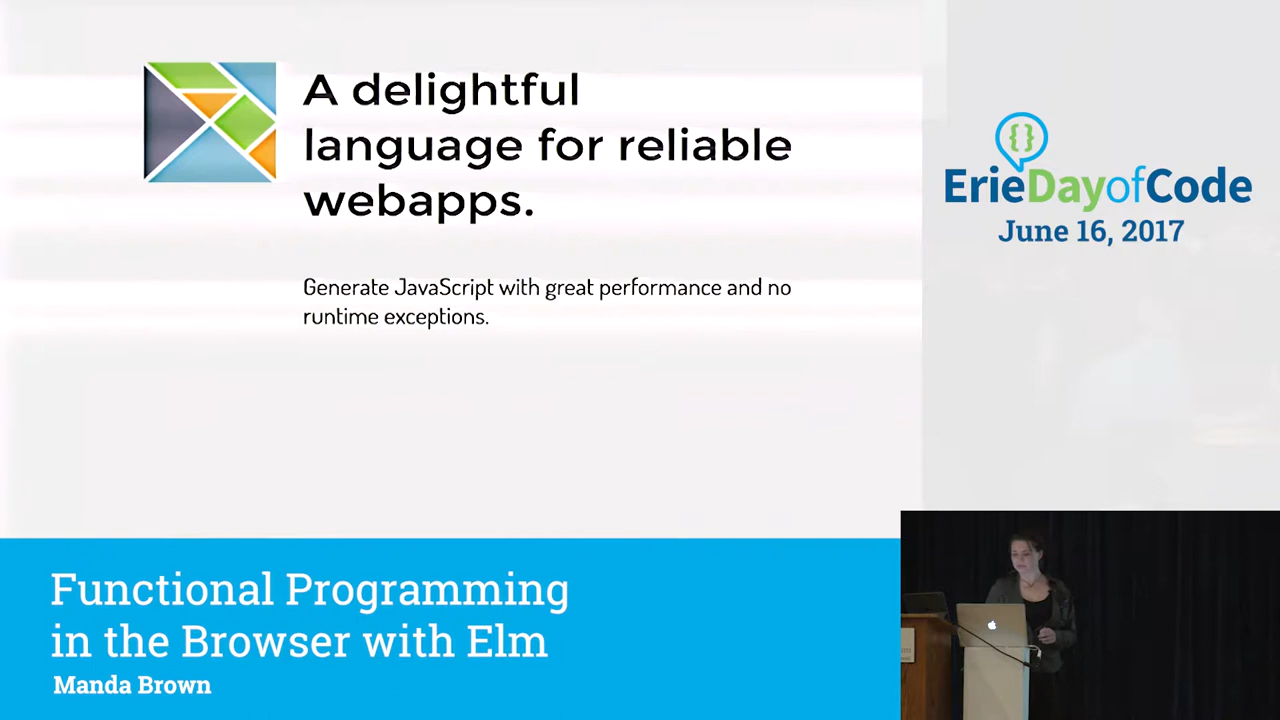 A delightful
language for reliable
webapps.
Generate JavaScript with great performance and no
runtime exceptions.
{ }
ErieDayofCode
June 16, 2017
Functional Programming
in the Browser with Elm
Manda Brown